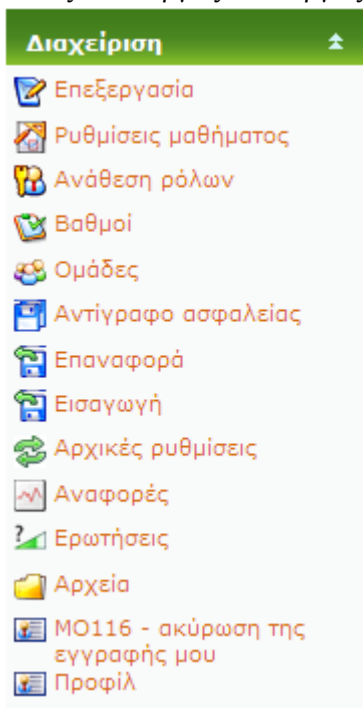 Διαχείριση
Επεξεργασία
Ρυθμίσεις μαθήματος
Ανάθεση ρόλων
Βαθμοί
Ομάδες
Αντίγραφο ασφαλείας
Επαναφορά
Εισαγωγή
Αρχικές ρυθμίσεις
Αναφορές
Ερωτήσεις
Αρχεία
ΜΟ116 - ακύρωση της
εγγραφής μου
Προφίλ